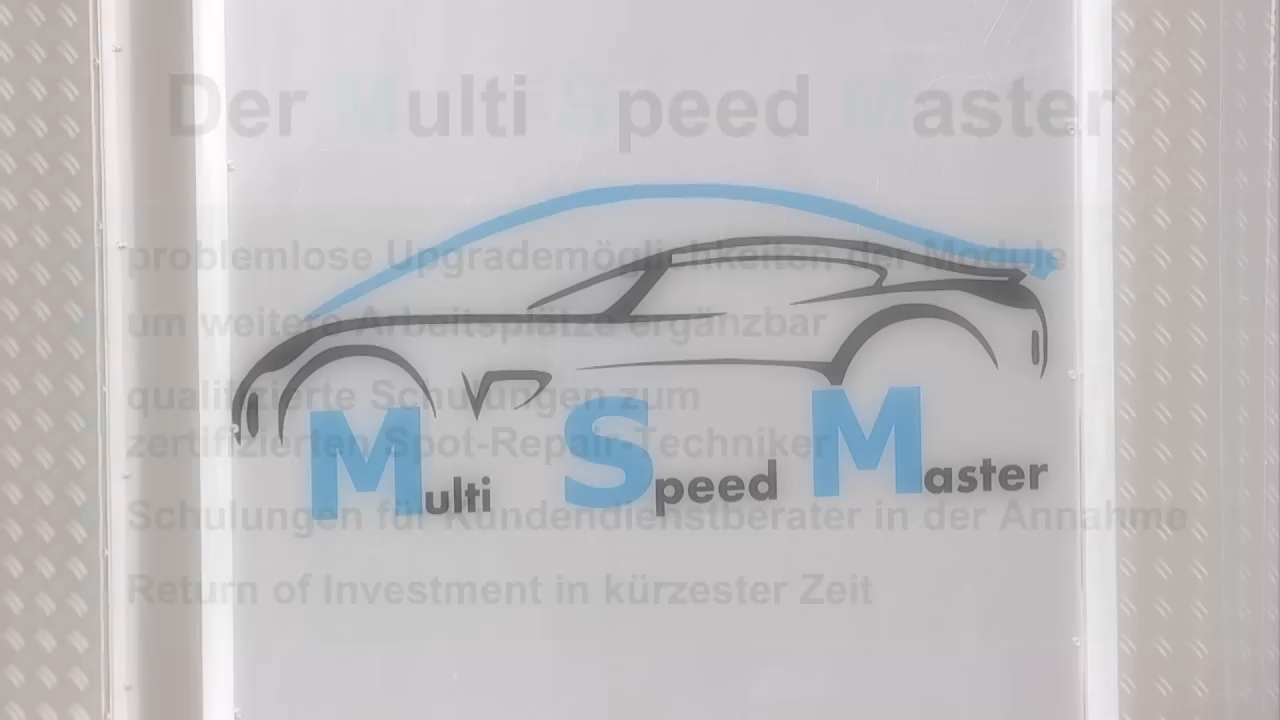 Der Multi Speed Master
problemlose Upgrademöglichkeiten der Module
um weitere Arbeitsplätze ergänzbar
qualifizierte Schulungen zum
zertifizierten Spot-Repair-Techniker
Multi Speed Master
Schulungen für Kundendienstberater in der Annahme
Return of Investment in kürzester Zeit